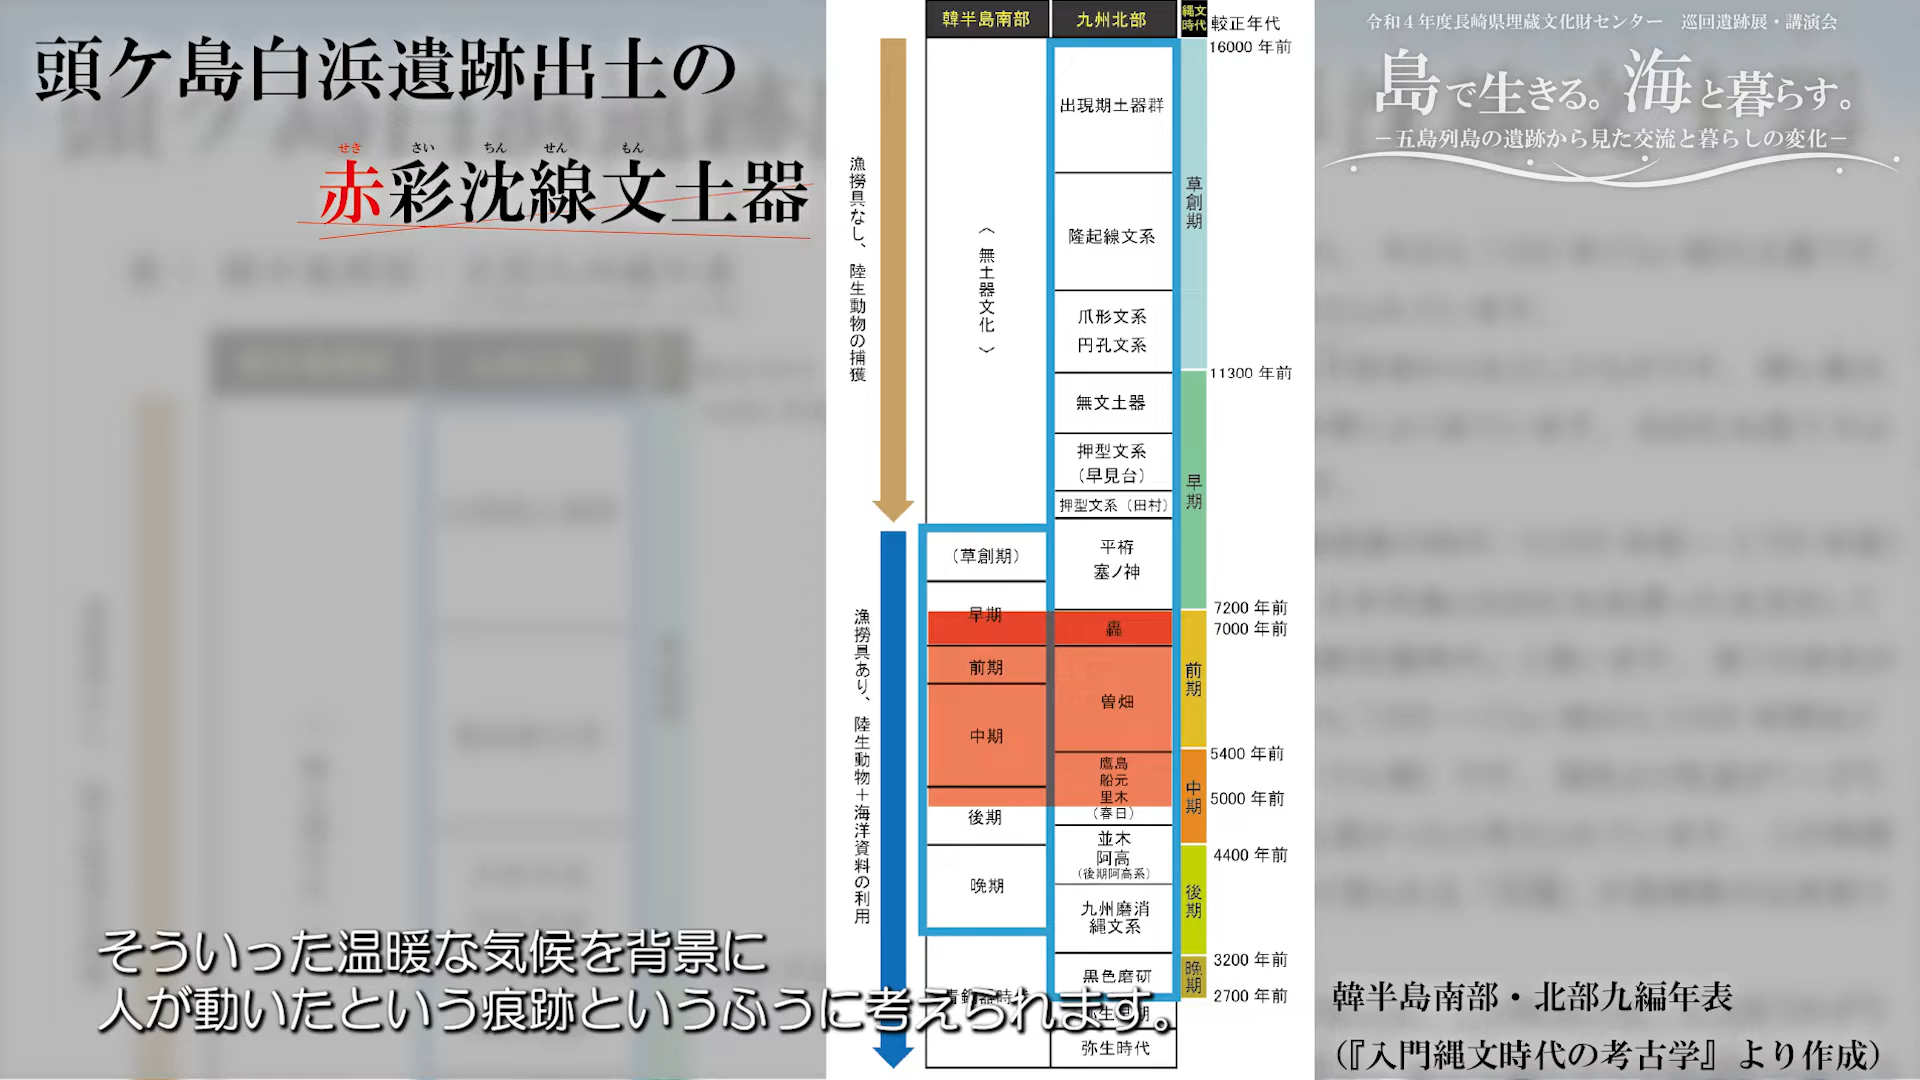 頭ケ島白浜遺跡出土の
せき さい ちん せん もん
赤彩沈線文土器
令和４年度長崎県埋蔵文化財センター 巡回遺跡展・講演会
島で生きる。海と暮らす。
－五島列島の遺跡から見た交流と暮らしの変化－
韓半島南部
九州北部
縄文時代
較正年代
漁撈具なし、陸生動物の捕獲
漁撈具あり、陸生動物＋海洋資料の利用
〈無土器文化〉
（草創期）
早期
前期
中期
後期
晩期
出現期土器群
隆起線文系
爪形文系
円孔文系
無文土器
押型文系
（早見台）
押型文系（田村）
平栫
塞ノ神
轟
曽畑
鷹島
船元
里木
（春日）
並木
阿高
（後期阿高系）
九州磨消
縄文系
黒色磨研
弥生時代
草創期
早期
前期
中期
後期
晩期
16000 年前
11300 年前
7200 年前
7000 年前
5400 年前
5000 年前
4400 年前
3200 年前
2700 年前
そういった温暖な気候を背景に
人が動いたという痕跡というふうに考えられます。
韓半島南部・北部九編年表
（『入門縄文時代の考古学』より作成）